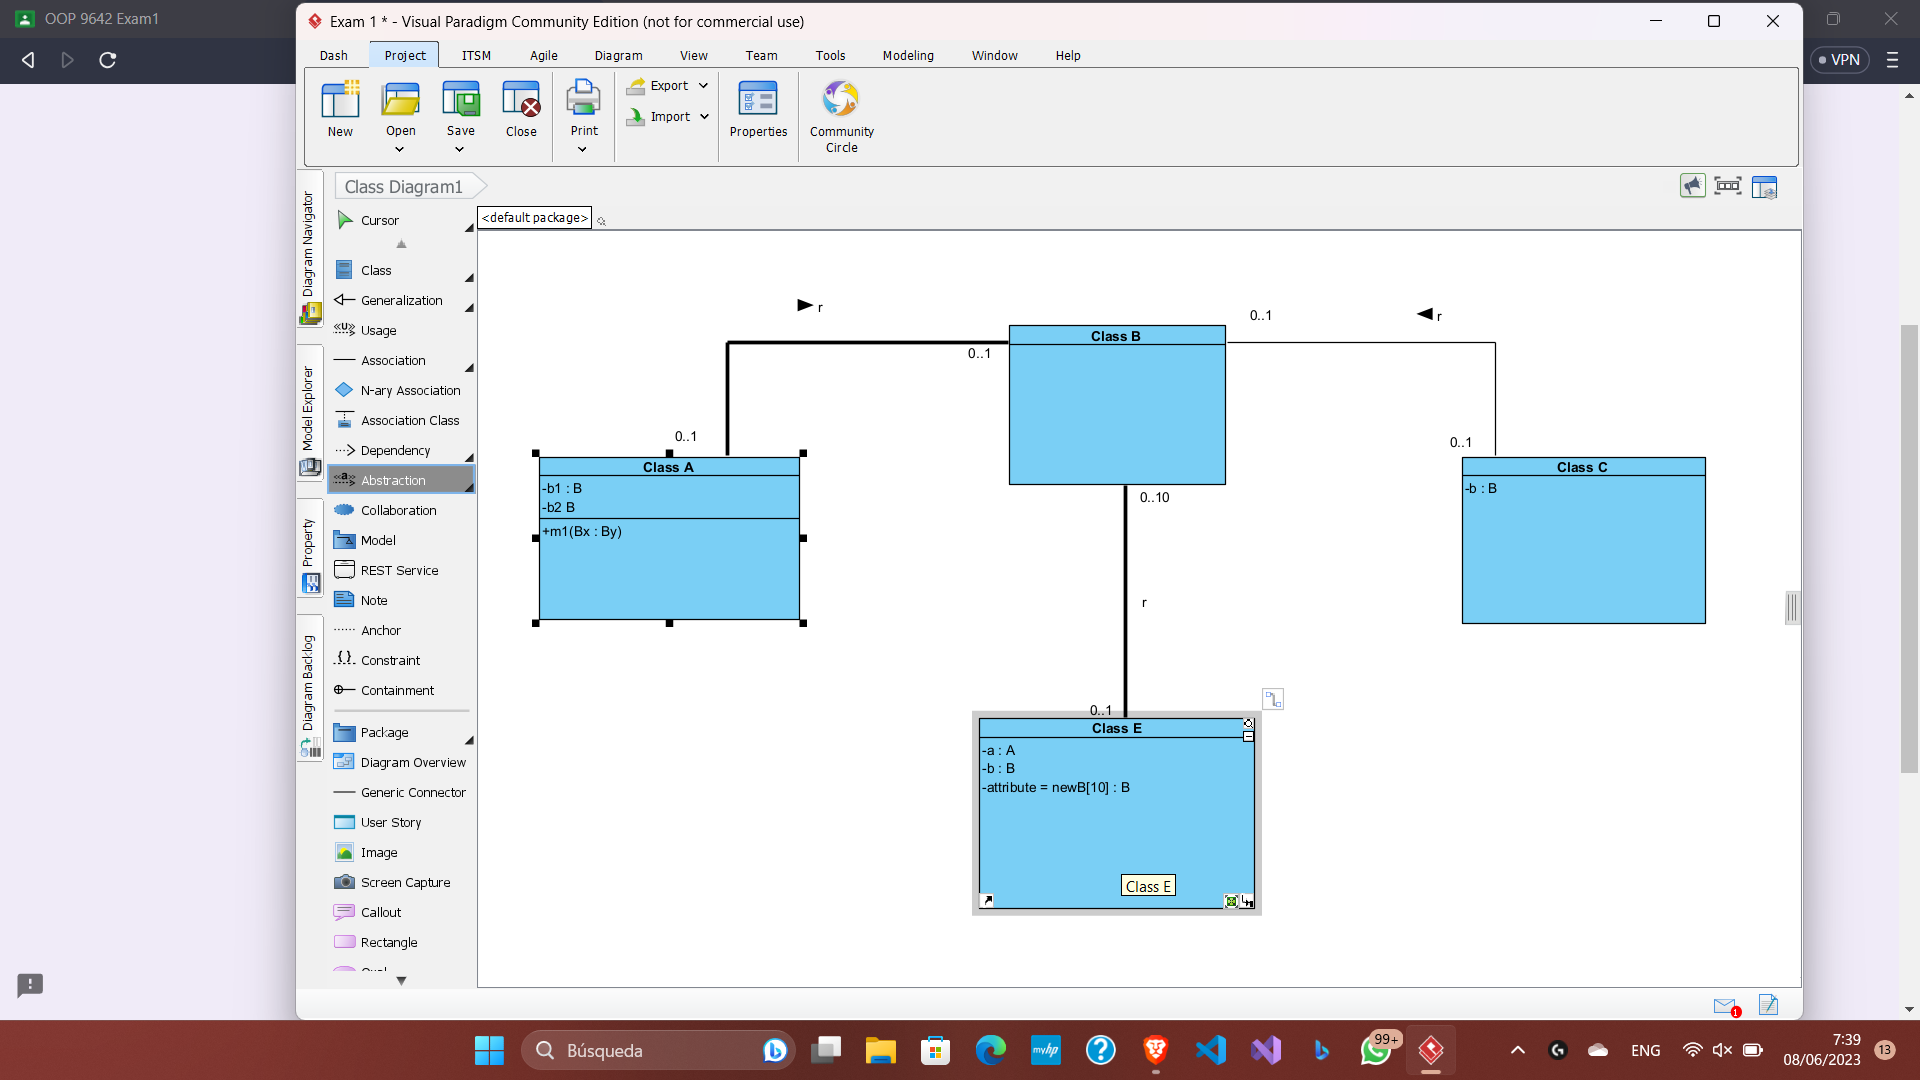 OOP 9642 Exam1
Exam 1 * - Visual Paradigm Community Edition (not for commercial use)
Dash Project ITSM Agile Diagram View Team Tools Modeling Window Help
VPN
New Open Save Close Print Export Import Properties Community Circle
Class Diagram1
Diagram Navigator
Model Explorer
Property
Diagram Backlog
Cursor
Class
Generalization
Usage
Association
N-ary Association
Association Class
Dependency
Abstraction
Collaboration
Model
REST Service
Note
Anchor
Constraint
Containment
Package
Diagram Overview
Generic Connector
User Story
Image
Screen Capture
Callout
Rectangle
<default package>
r
0..1
r
Class B
0..1
0..1
0..1
Class A
-b1 : B
-b2 B
+m1(Bx : By)
Class C
-b : B
0..10
r
0..1
Class E
-a : A
-b : B
-attribute = newB[10] : B
Class E
1
Búsqueda
myhp
99+
ENG
7:39
08/06/2023
13